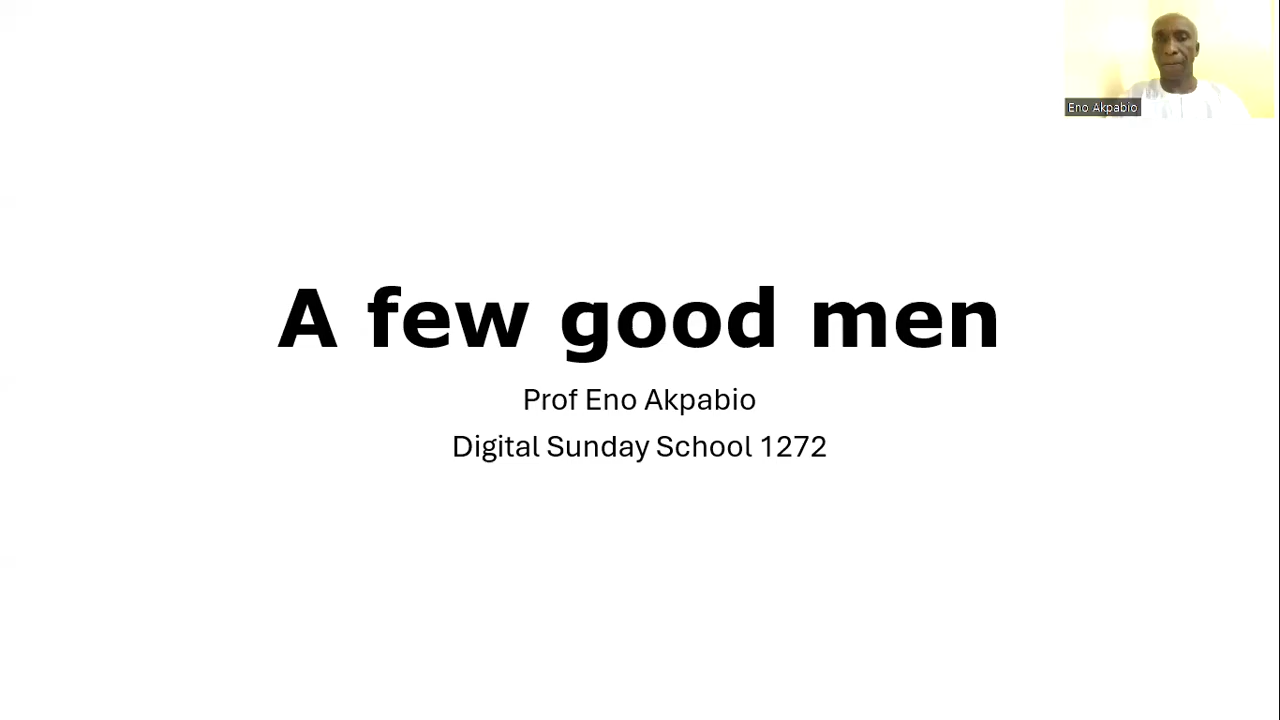 Eno Akpabio
A few good men
Prof Eno Akpabio
Digital Sunday School 1272